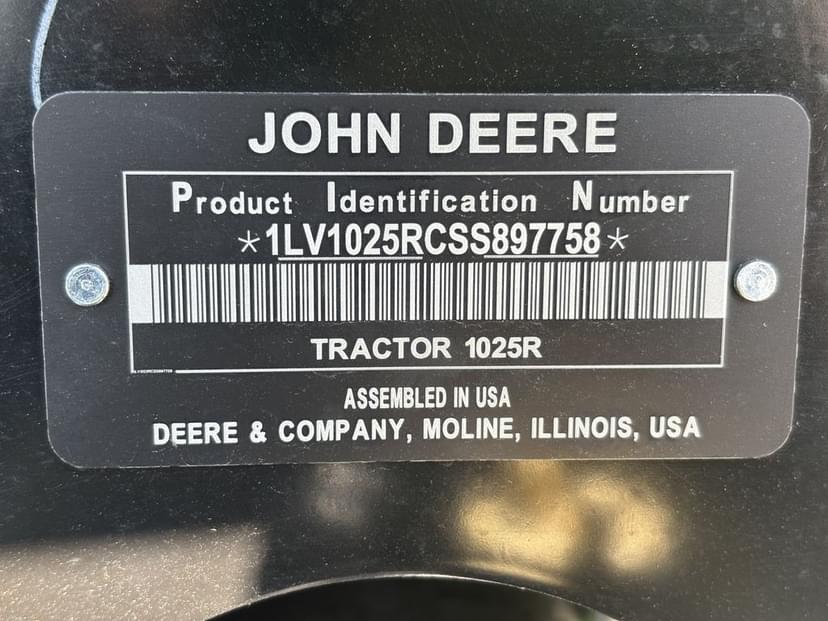 JOHN DEERE
Product Identification Number
*1LV1025RCSS897758*
TRACTOR 1025R
ASSEMBLED IN USA
DEERE & COMPANY, MOLINE, ILLINOIS, USA